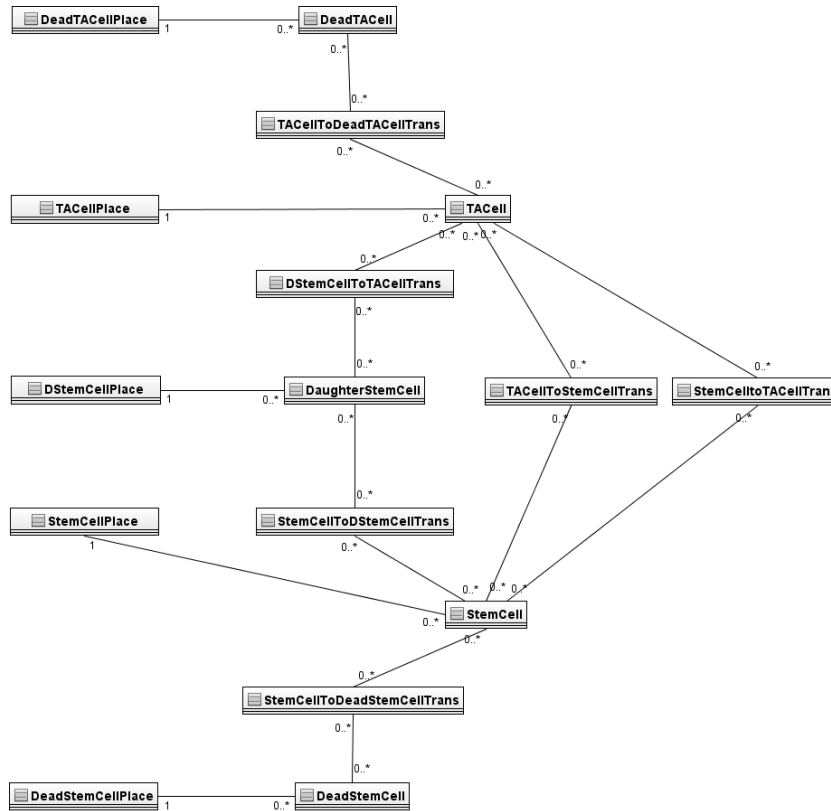 DeadTACellPlace
1
0..*
DeadTACell
0..*
0..*
TACellToDeadTACellTrans
0..*
0..*
TACellPlace
1
0..*
TACell
0..*
0..*
0..*
0..*
DStemCellToTACellTrans
0..*
0..*
0..*
0..*
DStemCellPlace
1
0..*
DaughterStemCell
TACellToStemCellTrans
StemCelltoTACellTran
0..*
0..*
0..*
0..*
StemCellPlace
1
StemCellToDStemCellTrans
0..*
0..*
0..*
0..*
0..*
StemCell
0..*
0..*
StemCellToDeadStemCellTrans
0..*
0..*
DeadStemCellPlace
1
0..*
DeadStemCell